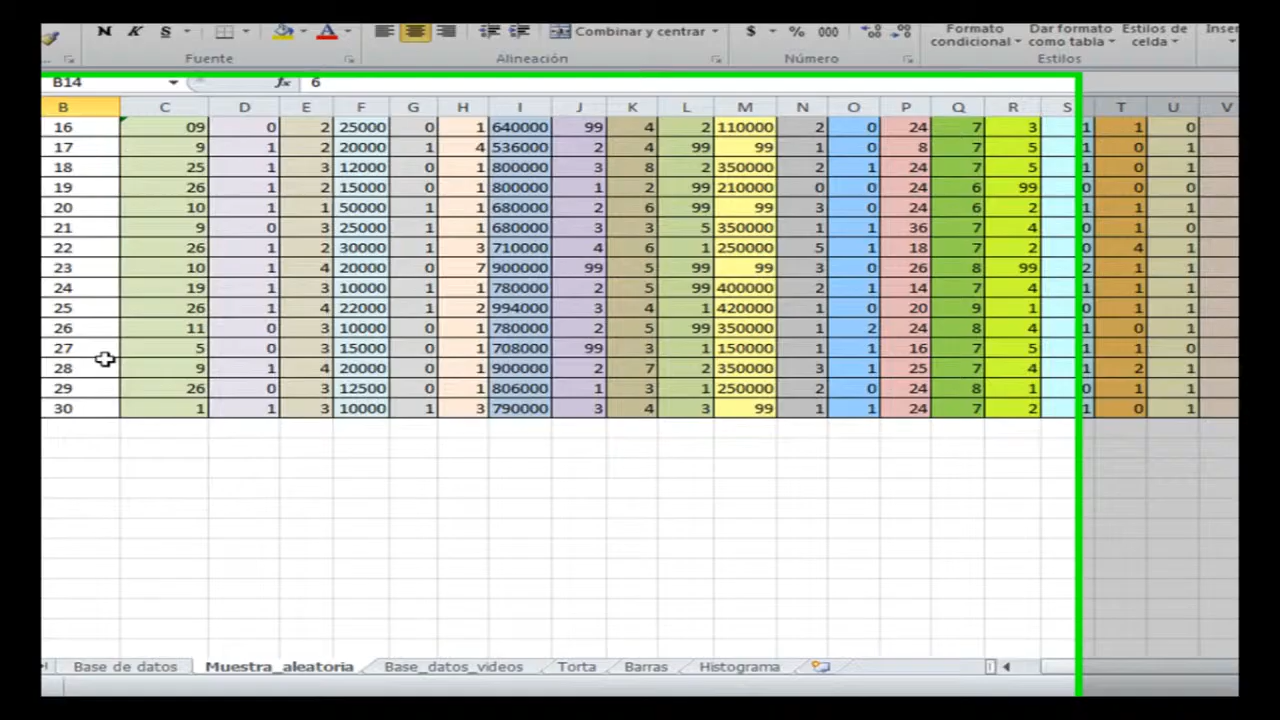 N K S Combinar y centrar $ % 000 Formato condicional Dar formato como tabla Estilos de celda
Fuente Alineación Número Estilos
B14 fx 6
B C D E F G H I J K L M N O P Q R S T U V
16 09 0 2 25000 0 1 640000 99 4 2 110000 2 0 24 7 3 1 1 0
17 9 1 2 20000 1 4 536000 2 4 99 99 1 0 8 7 5 1 0 1
18 25 1 3 12000 0 1 800000 3 8 2 350000 2 1 24 7 5 1 0 1
19 26 1 2 15000 0 1 800000 1 2 99 210000 0 0 24 6 99 0 0 0
20 10 1 1 50000 1 1 680000 2 6 99 99 3 0 24 6 2 1 1 1
21 9 0 3 25000 1 1 680000 3 3 5 350000 1 1 36 7 4 0 1 0
22 26 1 2 30000 1 3 710000 4 6 1 250000 5 1 18 7 2 0 4 1
23 10 1 4 20000 0 7 900000 99 5 99 99 3 0 26 8 99 2 1 1
24 19 1 3 10000 1 1 780000 2 5 99 400000 2 1 14 7 4 0 1 1
25 26 1 4 22000 1 2 994000 3 4 1 420000 1 0 20 9 1 0 1 1
26 11 0 3 10000 0 1 780000 2 5 99 350000 1 2 24 8 4 1 0 1
27 5 0 3 15000 0 1 708000 99 3 1 150000 1 1 16 7 5 1 1 0
28 9 1 4 20000 0 1 900000 2 7 2 350000 3 1 25 7 4 1 2 1
29 26 0 3 12500 0 1 806000 1 3 1 250000 2 0 24 8 1 0 1 1
30 1 1 3 10000 1 3 790000 3 4 3 99 1 1 24 7 2 1 0 1
Base de datos Muestra_aleatoria Base_datos_videos Torta Barras Histograma